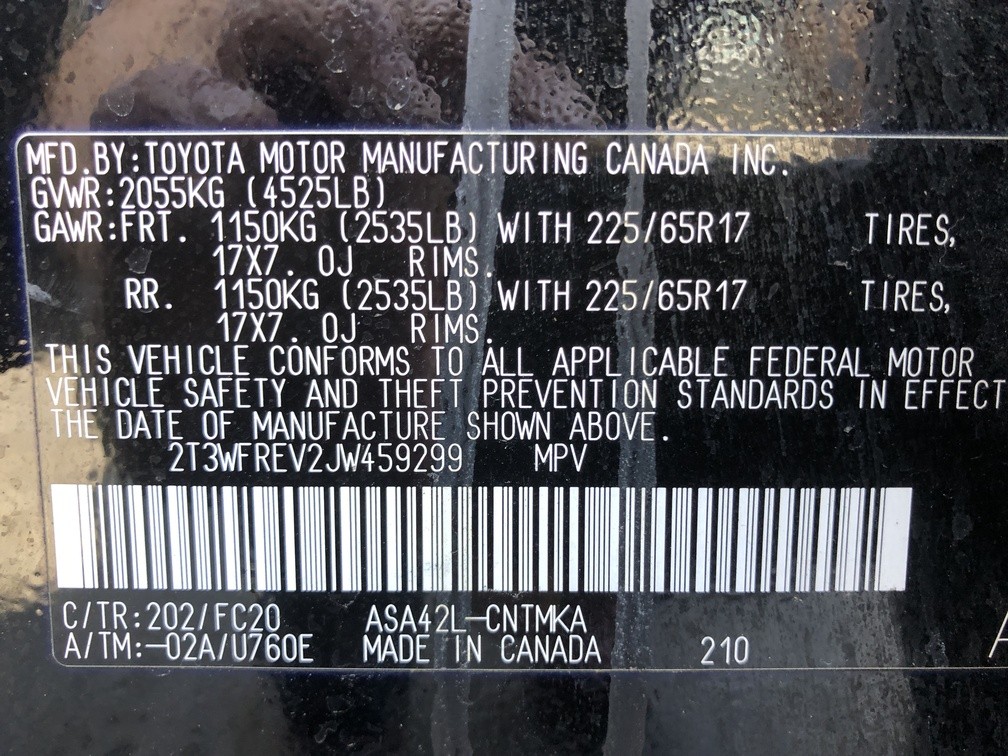 MFD.BY:TOYOTA MOTOR MANUFACTURING CANADA INC.
GVWR:2055KG (4525LB)
GAWR:FRT. 1150KG (2535LB) WITH 225/65R17 TIRES,
17X7. 0J RIMS.
RR. 1150KG (2535LB) WITH 225/65R17 TIRES,
17X7. 0J RIMS.
THIS VEHICLE CONFORMS TO ALL APPLICABLE FEDERAL MOTOR
VEHICLE SAFETY AND THEFT PREVENTION STANDARDS IN EFFECT
THE DATE OF MANUFACTURE SHOWN ABOVE.
2T3WFREV2JW459299 MPV
C/TR:202/FC20 ASA42L-CNTMKA
A/TM:-02A/U760E MADE IN CANADA 210